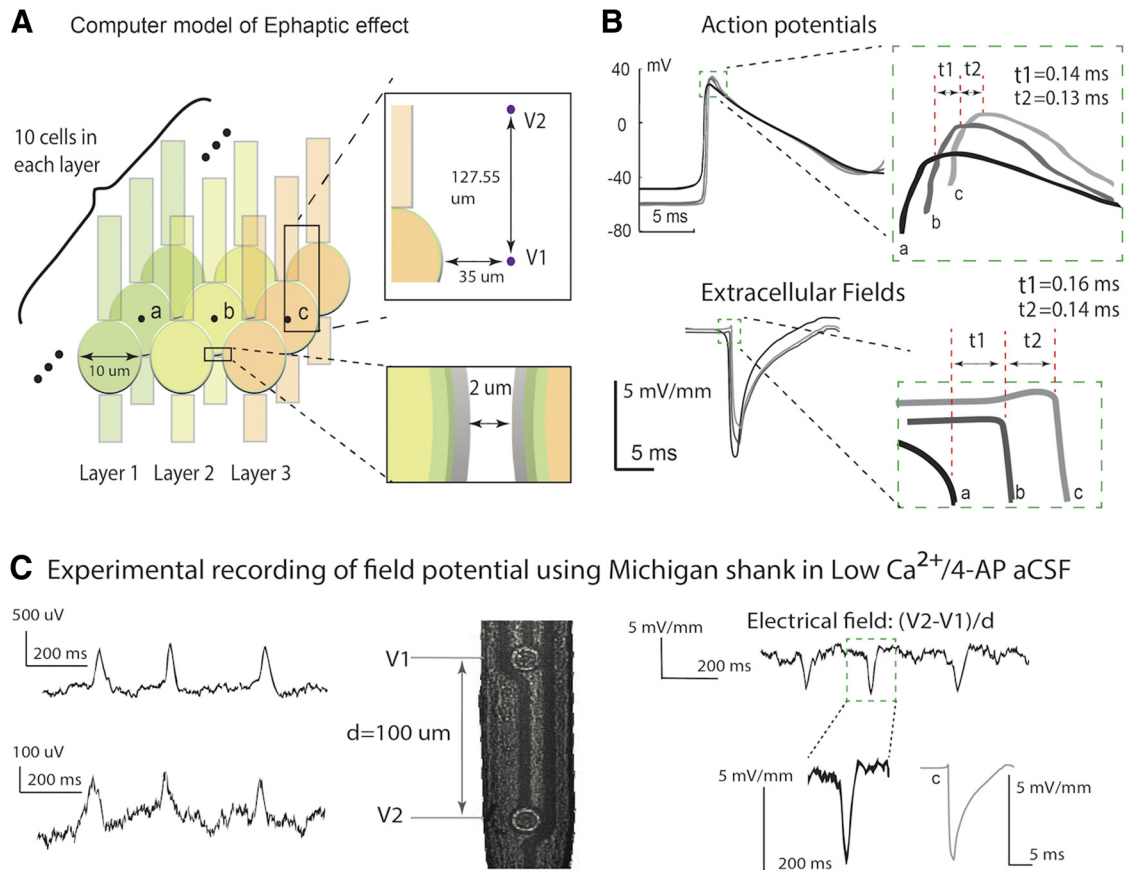 A
Computer model of Ephaptic effect
10 cells in
each layer
V2
127.55
um
V1
35 um
a
b
c
10 um
2 um
Layer 1
Layer 2
Layer 3
B
Action potentials
mV
40
0
-40
-80
5 ms
t1
t2
t1=0.14 ms
t2=0.13 ms
a
b
c
Extracellular Fields
5 mV/mm
5 ms
t1=0.16 ms
t2=0.14 ms
t1
t2
a
b
c
C
Experimental recording of field potential using Michigan shank in Low Ca²⁺/4-AP aCSF
500 uV
200 ms
100 uV
200 ms
V1
d=100 um
V2
Electrical field: (V2-V1)/d
5 mV/mm
200 ms
5 mV/mm
200 ms
c
5 mV/mm
5 ms